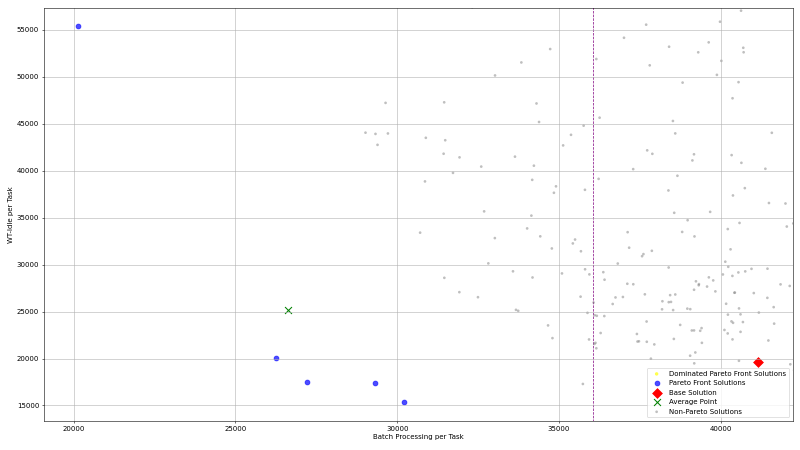 55000
50000
45000
40000
35000
30000
25000
20000
15000
WT-Idle per Task
20000
25000
30000
35000
40000
Batch Processing per Task
Dominated Pareto Front Solutions
Pareto Front Solutions
Base Solution
Average Point
Non-Pareto Solutions